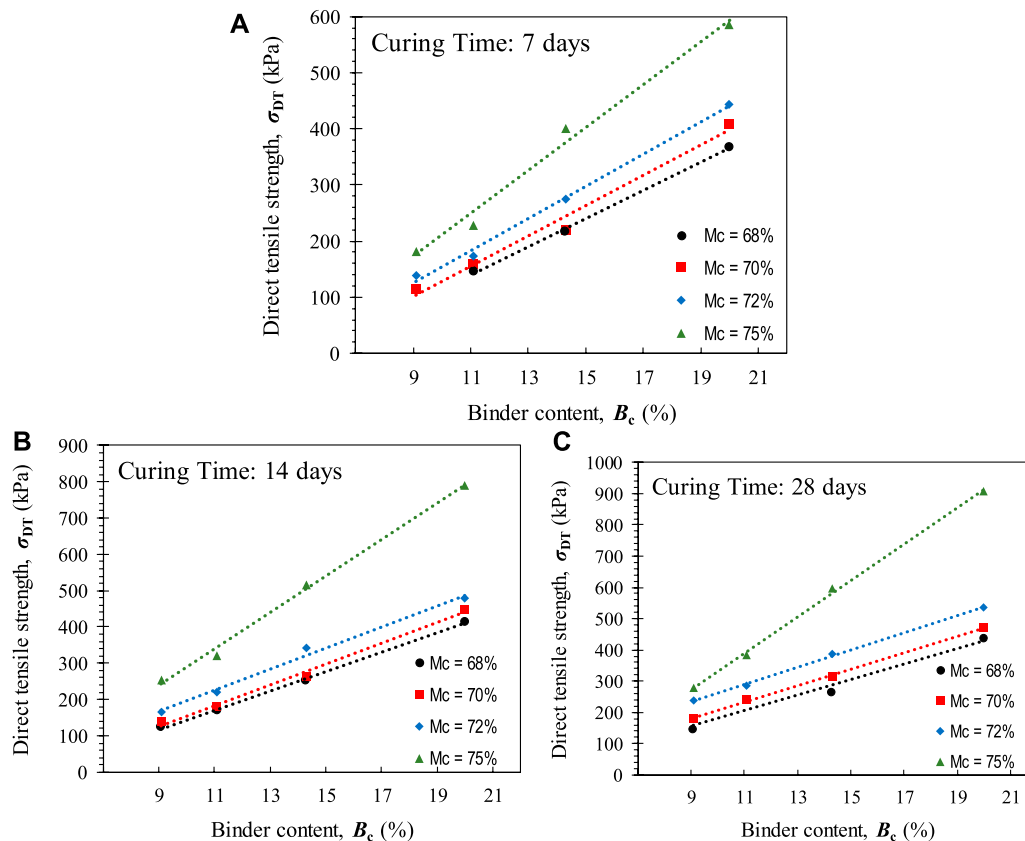 A
Curing Time: 7 days
Direct tensile strength, σDT (kPa)
600
500
400
300
200
100
0
Mc = 68%
Mc = 70%
Mc = 72%
Mc = 75%
9 11 13 15 17 19 21
Binder content, Bc (%)
B
Curing Time: 14 days
Direct tensile strength, σDT (kPa)
900
800
700
600
500
400
300
200
100
0
Mc = 68%
Mc = 70%
Mc = 72%
Mc = 75%
9 11 13 15 17 19 21
Binder content, Bc (%)
C
Curing Time: 28 days
Direct tensile strength, σDT (kPa)
1000
900
800
700
600
500
400
300
200
100
0
Mc = 68%
Mc = 70%
Mc = 72%
Mc = 75%
9 11 13 15 17 19 21
Binder content, Bc (%)